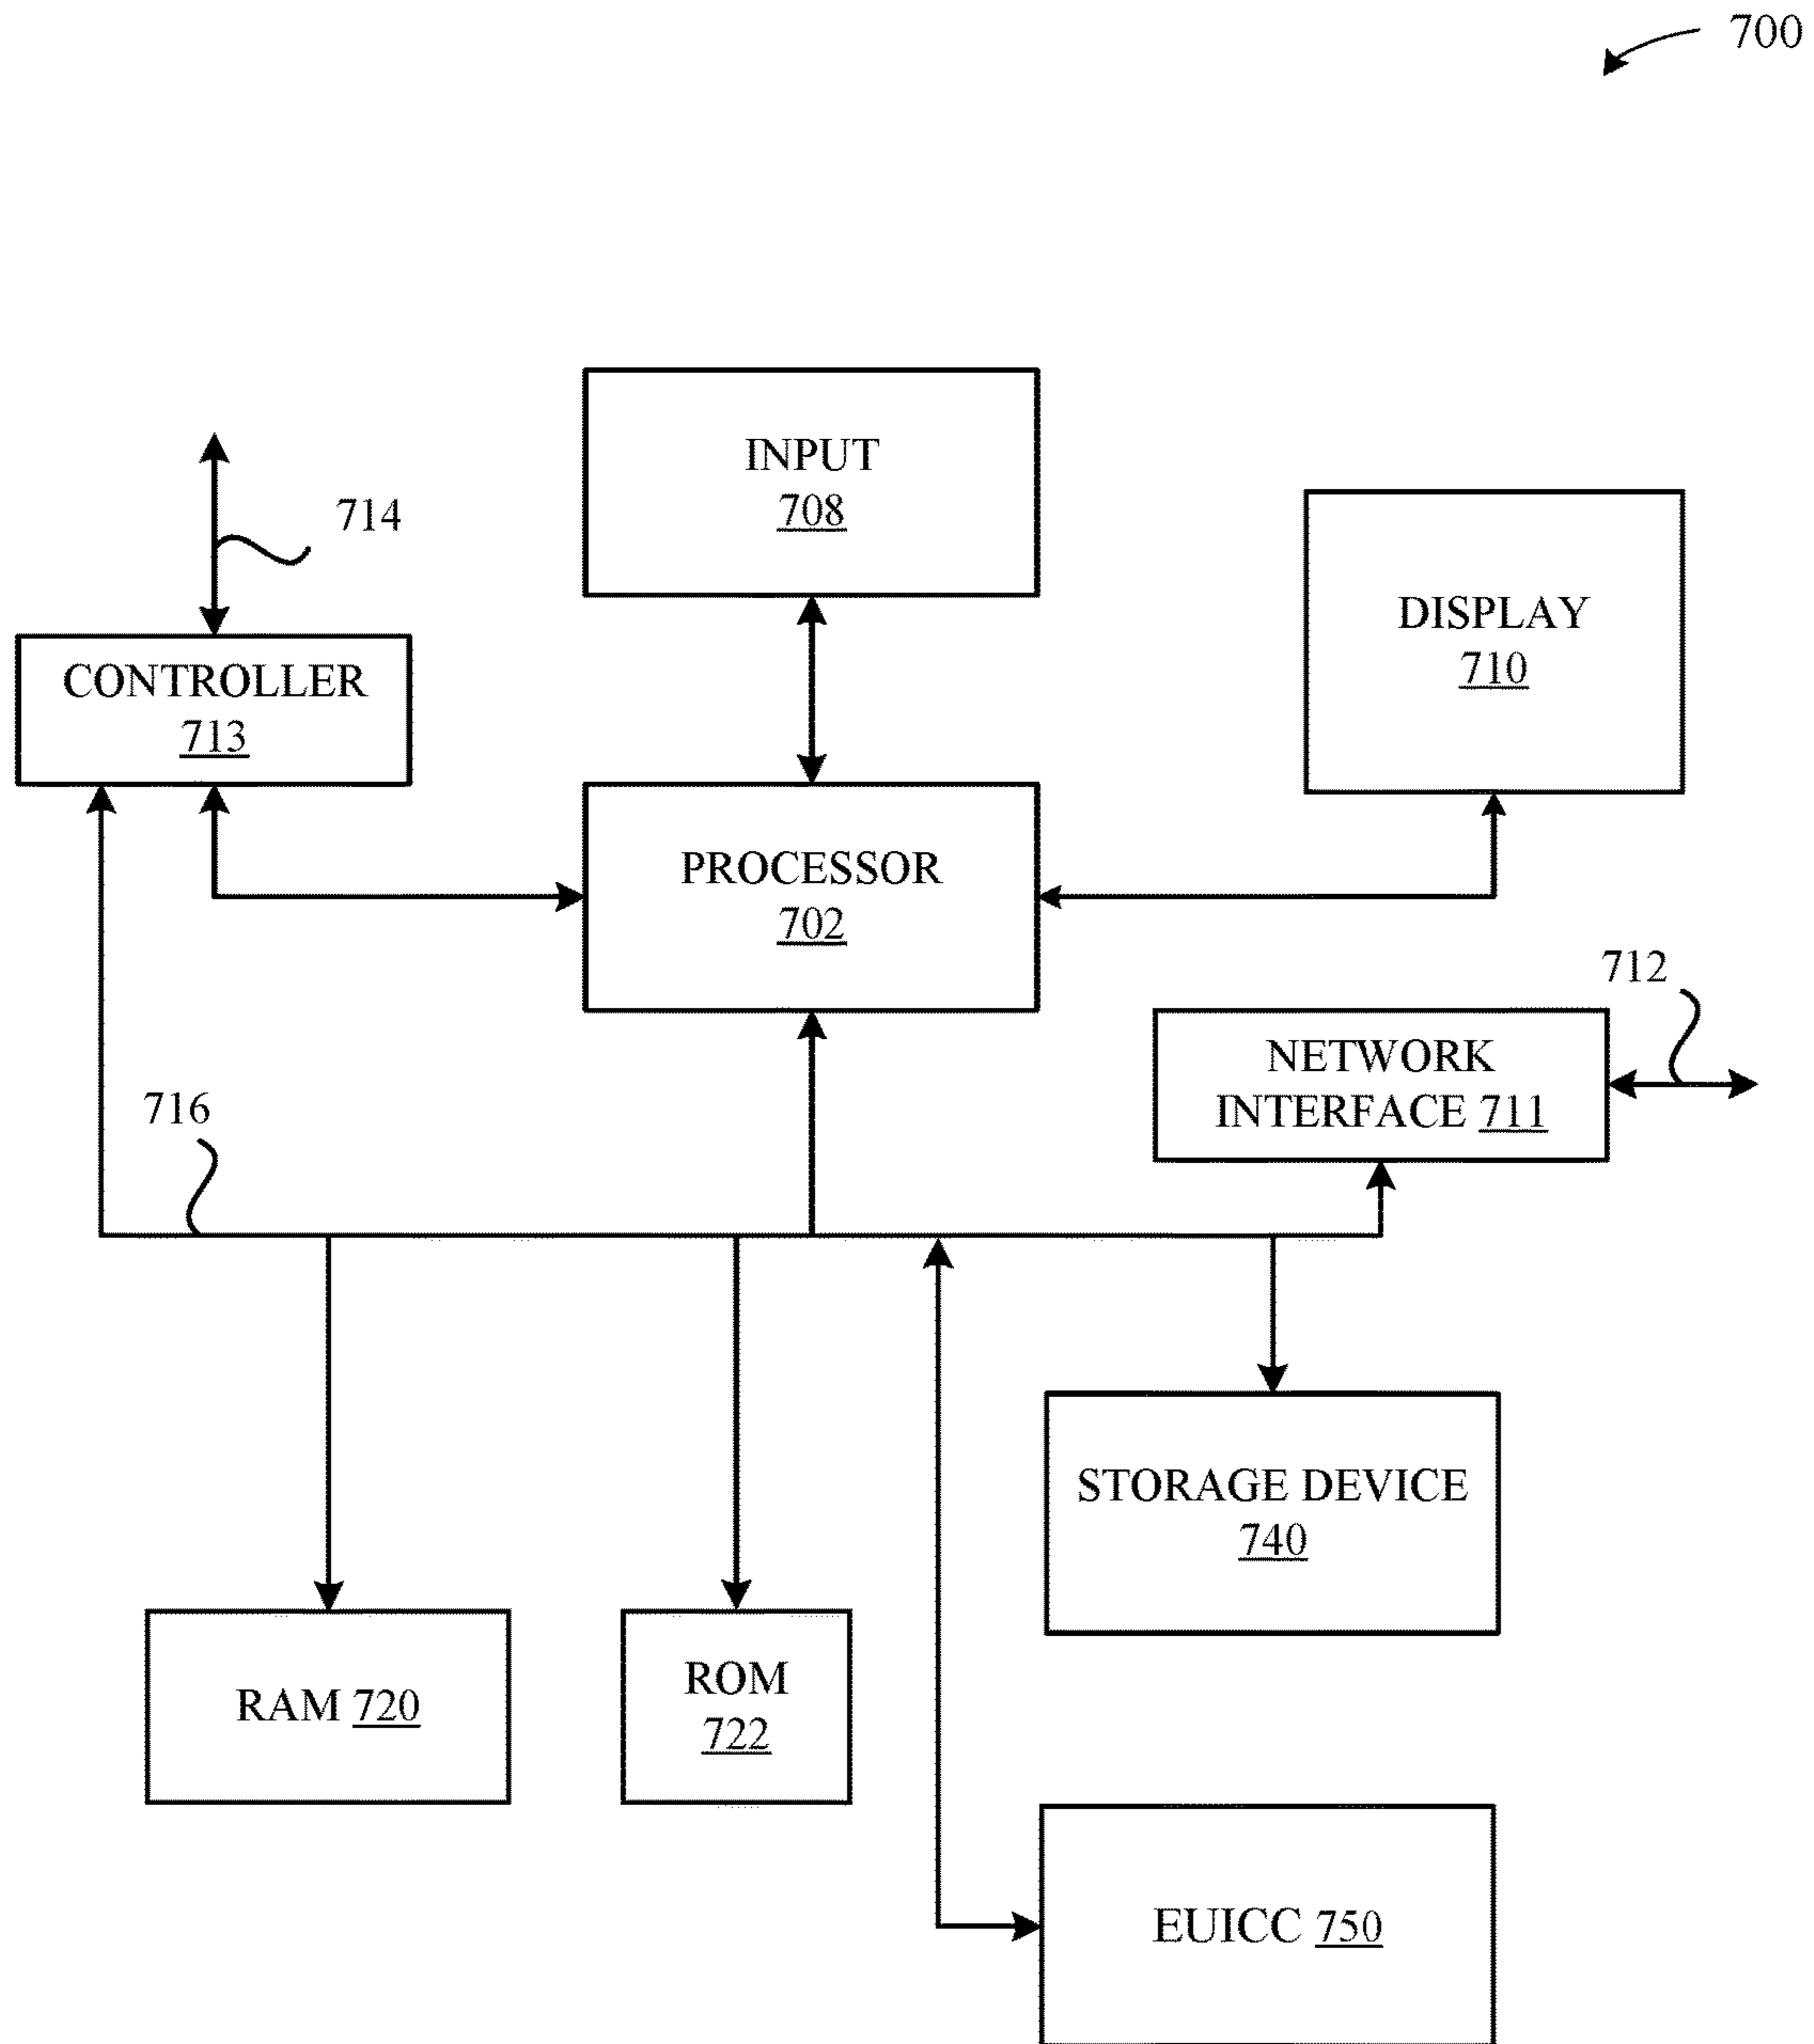 700
INPUT
708
714
DISPLAY
710
CONTROLLER
713
PROCESSOR
702
712
NETWORK
INTERFACE 711
716
STORAGE DEVICE
740
RAM 720
ROM
722
EUICC 750